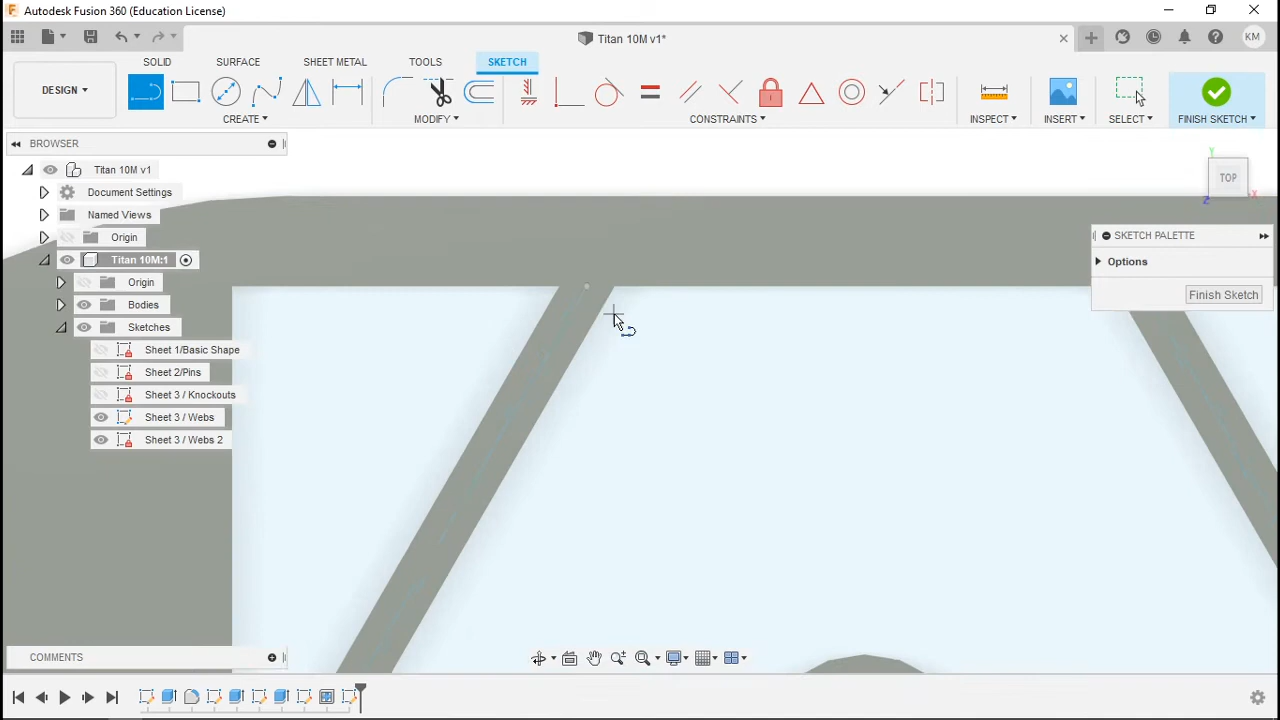 Autodesk Fusion 360 (Education License)
Titan 10M v1*
KM
DESIGN
SOLID
SURFACE
SHEET METAL
TOOLS
SKETCH
CREATE
MODIFY
CONSTRAINTS
INSPECT
INSERT
SELECT
FINISH SKETCH
BROWSER
Titan 10M v1
Document Settings
Named Views
Origin
Titan 10M:1
Origin
Bodies
Sketches
Sheet 1/Basic Shape
Sheet 2/Pins
Sheet 3 / Knockouts
Sheet 3 / Webs
Sheet 3 / Webs 2
Y
TOP
X
Z
SKETCH PALETTE
Options
Finish Sketch
COMMENTS